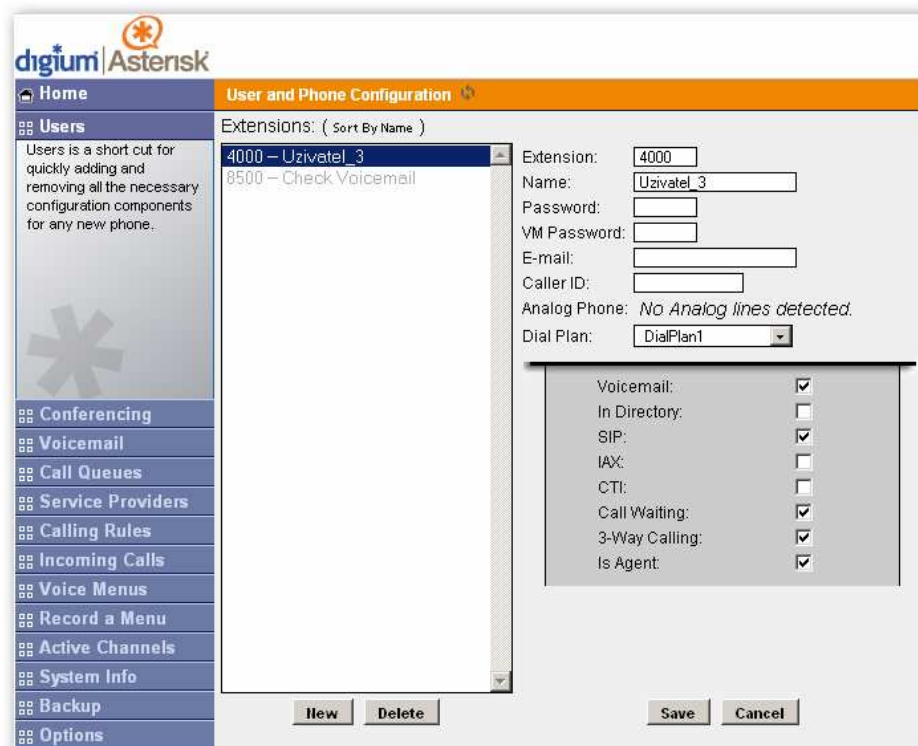 digium Asterisk
Home
User and Phone Configuration
Users
Users is a short cut for
quickly adding and
removing all the necessary
configuration components
for any new phone.
Extensions: ( Sort By Name )
4000 – Uzivatel_3
8500 – Check Voicemail
Extension: 4000
Name: Uzivatel_3
Password:
VM Password:
E-mail:
Caller ID:
Analog Phone: No Analog lines detected.
Dial Plan: DialPlan1
Voicemail:
In Directory:
SIP:
IAX:
CTI:
Call Waiting:
3-Way Calling:
Is Agent:
Conferencing
Voicemail
Call Queues
Service Providers
Calling Rules
Incoming Calls
Voice Menus
Record a Menu
Active Channels
System Info
Backup
Options
New Delete Save Cancel